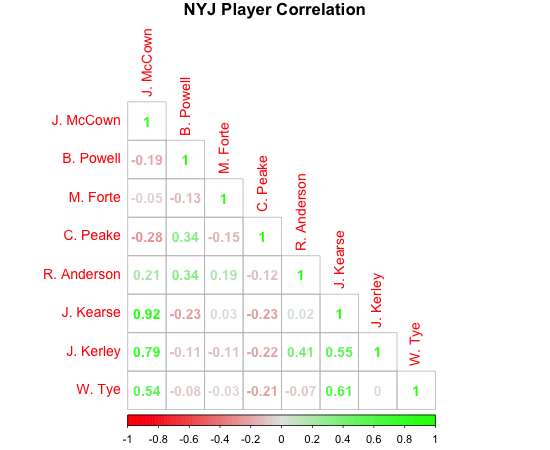 NYJ Player Correlation
J. McCown
B. Powell
M. Forte
C. Peake
R. Anderson
J. Kearse
J. Kerley
W. Tye
J. McCown 1
B. Powell -0.19 1
M. Forte -0.05 -0.13 1
C. Peake -0.28 0.34 -0.15 1
R. Anderson 0.21 0.34 0.19 -0.12 1
J. Kearse 0.92 -0.23 0.03 -0.23 0.02 1
J. Kerley 0.79 -0.11 -0.11 -0.22 0.41 0.55 1
W. Tye 0.54 -0.08 -0.03 -0.21 -0.07 0.61 0 1
-1 -0.8 -0.6 -0.4 -0.2 0 0.2 0.4 0.6 0.8 1